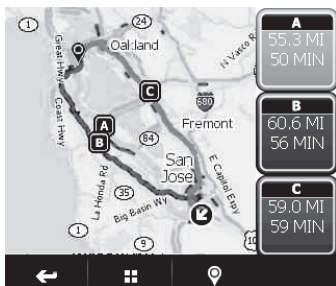 24
1
Oakland
N Vasco R
Great Hwy
C
680
Coast Hwy
Fremont
A
B
84
San
Jose
E Capitol Expy
La Honda Rd
35
Big Basin Wy
1
9
A
55.3 MI
50 MIN
B
60.6 MI
56 MIN
C
59.0 MI
59 MIN